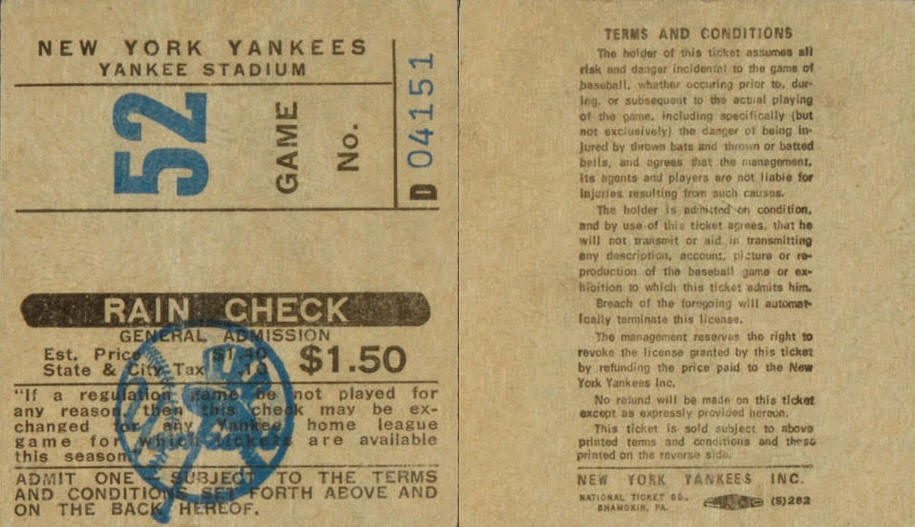 NEW YORK YANKEES
YANKEE STADIUM
52
GAME
No.
D 04151
RAIN CHECK
GENERAL ADMISSION
Est. Price $1.40
State & City Tax .10
$1.50
"If a regulation game be not played for
any reason, then this check may be ex-
changed for any Yankee home league
game for which tickets are available
this season."
ADMIT ONE SUBJECT TO THE TERMS
AND CONDITIONS SET FORTH ABOVE AND
ON THE BACK HEREOF.
TERMS AND CONDITIONS
The holder of this ticket assumes all
risk and danger incidental to the game of
baseball, whether occuring prior to, dur-
ing, or subsequent to the actual playing
of the game, including specifically (but
not exclusively) the danger of being in-
jured by thrown bats and thrown or batted
balls, and agrees that the management,
its agents and players are not liable for
injuries resulting from such causes.
The holder is admitted on condition,
and by use of this ticket agrees, that he
will not transmit or aid in transmitting
any description, account, picture or re-
production of the baseball game or ex-
hibition to which this ticket admits him.
Breach of the foregoing will automat-
ically terminate this license.
The management reserves the right to
revoke the license granted by this ticket
by refunding the price paid to the New
York Yankees Inc.
No refund will be made on this ticket
except as expressly provided hereon.
This ticket is sold subject to above
printed terms and conditions and these
printed on the reverse side.
NEW YORK YANKEES INC.
NATIONAL TICKET CO.
SHAMOKIN, PA.
(S)282